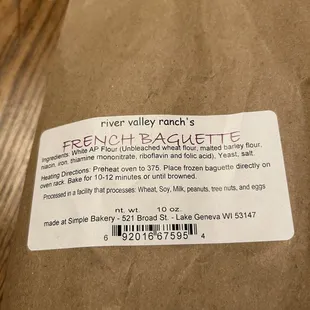 river valley ranch's
FRENCH BAGUETTE
Ingredients: White AP Flour (Unbleached wheat flour, malted barley flour,
niacin, iron, thiamine mononitrate, riboflavin and folic acid), Yeast, salt.
Heating Directions: Preheat oven to 375. Place frozen baguette directly on
oven rack. Bake for 10-12 minutes or until browned.
Processed in a facility that processes: Wheat, Soy, Milk, peanuts, tree nuts, and eggs
nt. wt. 10 oz.
made at Simple Bakery - 521 Broad St. - Lake Geneva WI 53147
6 92016 67595 4